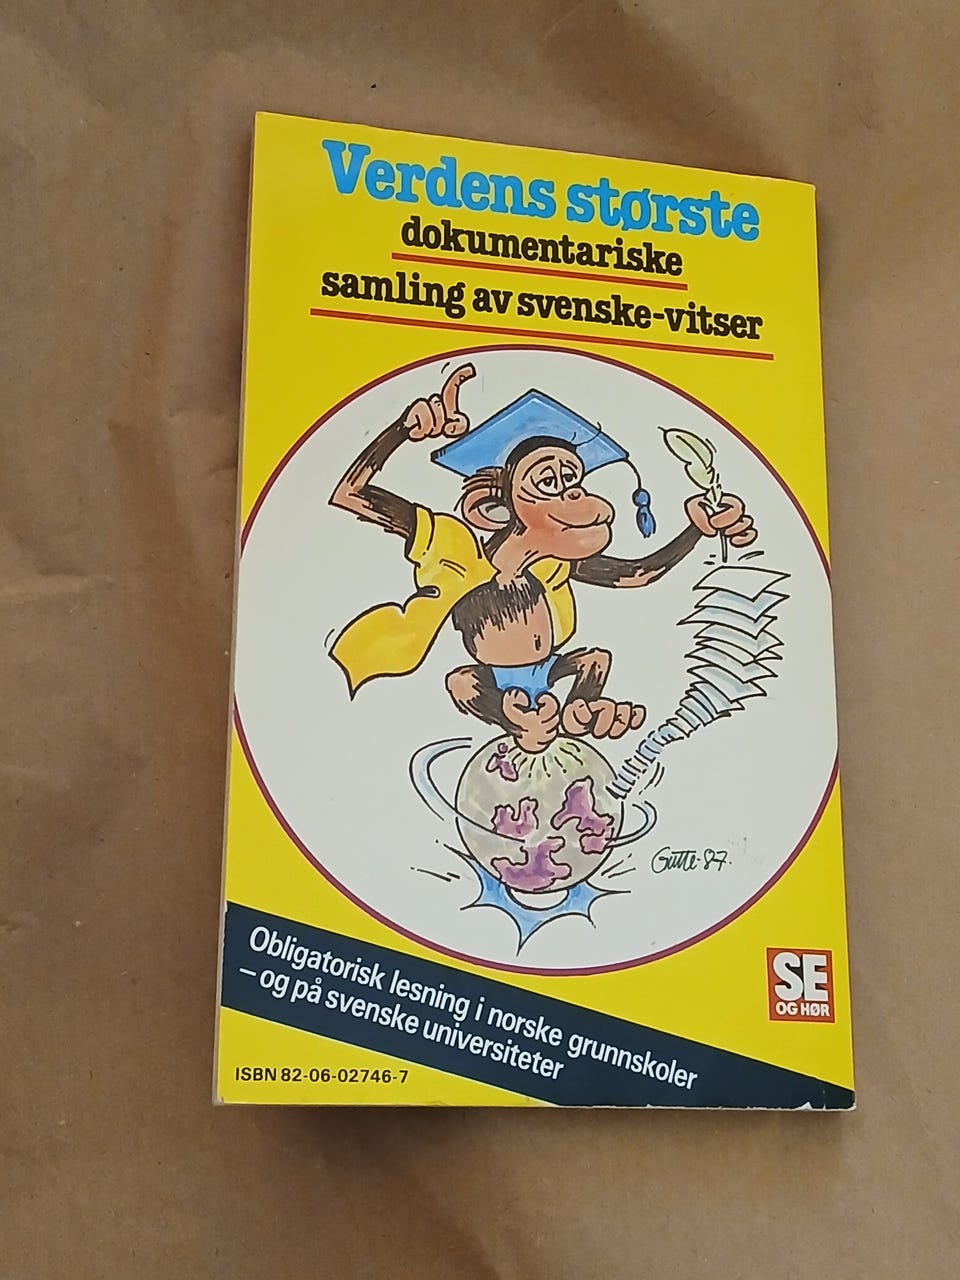 Verdens største
dokumentariske
samling av svenske-vitser
Gutte-87.
Obligatorisk lesning i norske grunnskoler
– og på svenske universiteter
SE
OG HØR
ISBN 82-06-02746-7